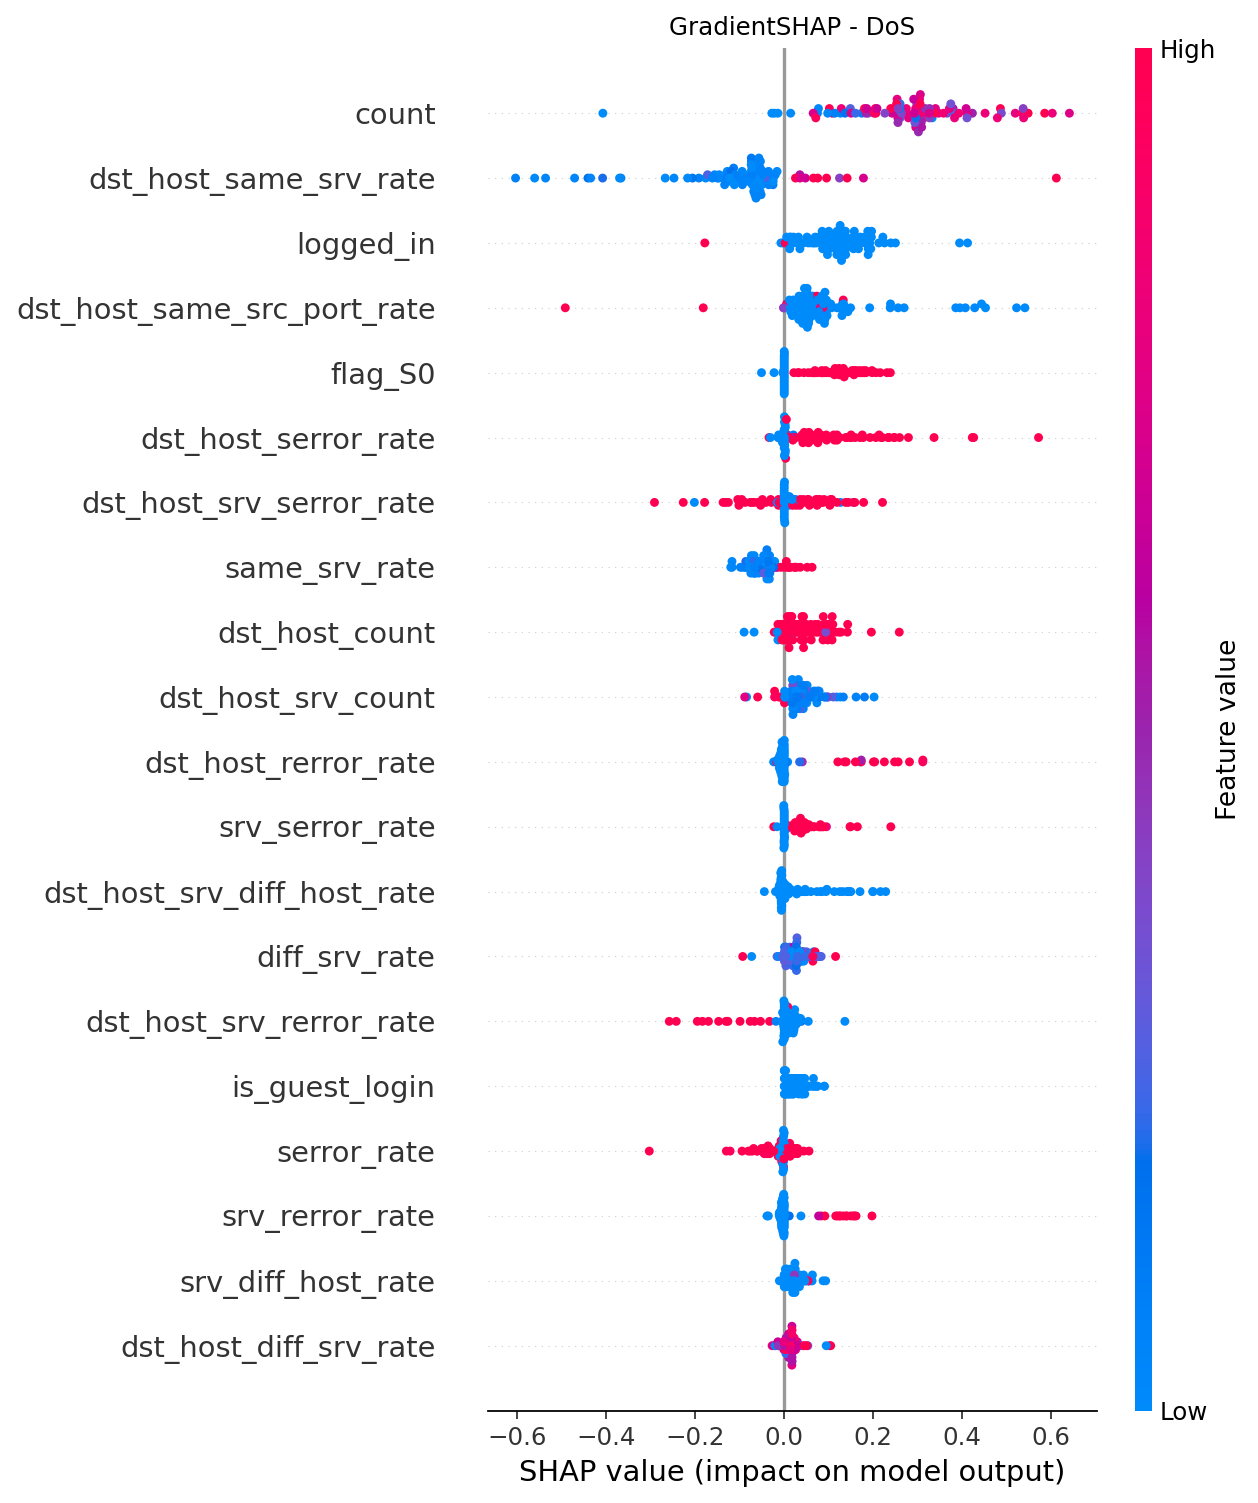 GradientSHAP - DoS
High
count
dst_host_same_srv_rate
logged_in
dst_host_same_src_port_rate
flag_S0
dst_host_serror_rate
dst_host_srv_serror_rate
same_srv_rate
dst_host_count
dst_host_srv_count
dst_host_rerror_rate
srv_serror_rate
dst_host_srv_diff_host_rate
diff_srv_rate
dst_host_srv_rerror_rate
is_guest_login
serror_rate
srv_rerror_rate
srv_diff_host_rate
dst_host_diff_srv_rate
Feature value
Low
−0.6 −0.4 −0.2 0.0 0.2 0.4 0.6
SHAP value (impact on model output)